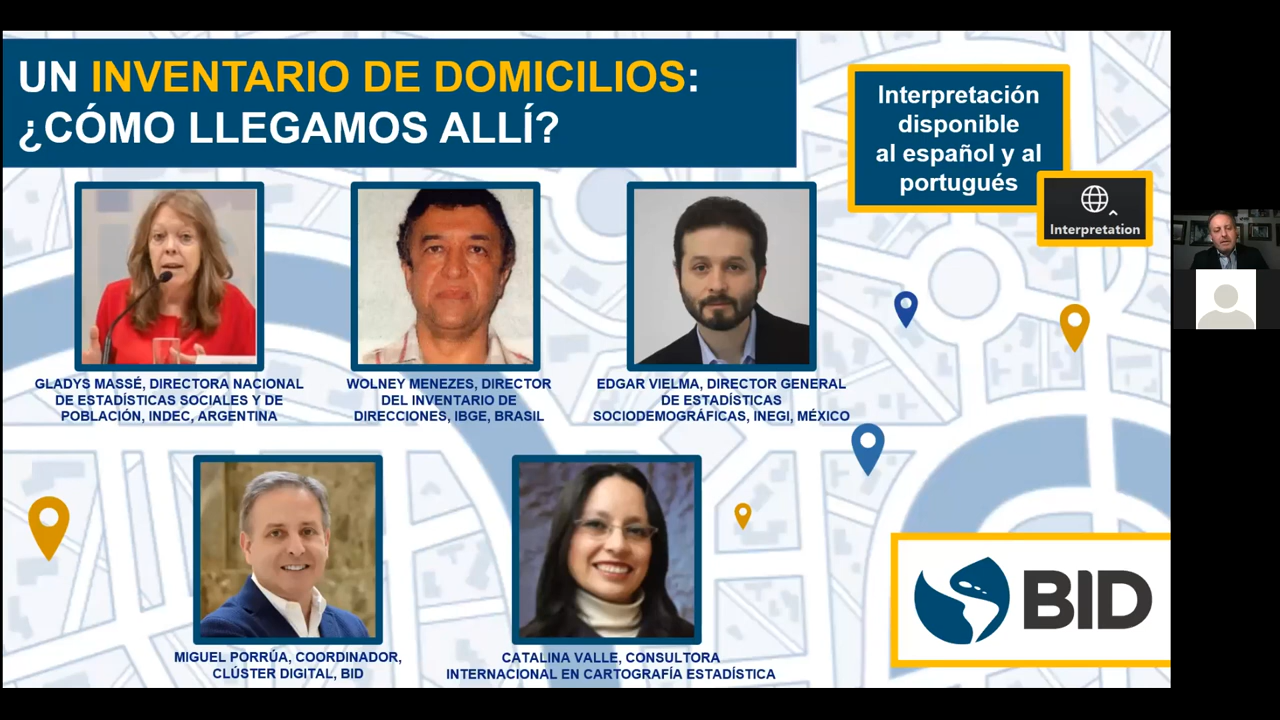 UN INVENTARIO DE DOMICILIOS:
¿CÓMO LLEGAMOS ALLÍ?
Interpretación
disponible
al español y al
portugués
Interpretation
GLADYS MASSÉ, DIRECTORA NACIONAL
DE ESTADÍSTICAS SOCIALES Y DE
POBLACIÓN, INDEC, ARGENTINA
WOLNEY MENEZES, DIRECTOR
DEL INVENTARIO DE
DIRECCIONES, IBGE, BRASIL
EDGAR VIELMA, DIRECTOR GENERAL
DE ESTADÍSTICAS
SOCIODEMOGRÁFICAS, INEGI, MÉXICO
MIGUEL PORRÚA, COORDINADOR,
CLÚSTER DIGITAL, BID
CATALINA VALLE, CONSULTORA
INTERNACIONAL EN CARTOGRAFÍA ESTADÍSTICA
BID